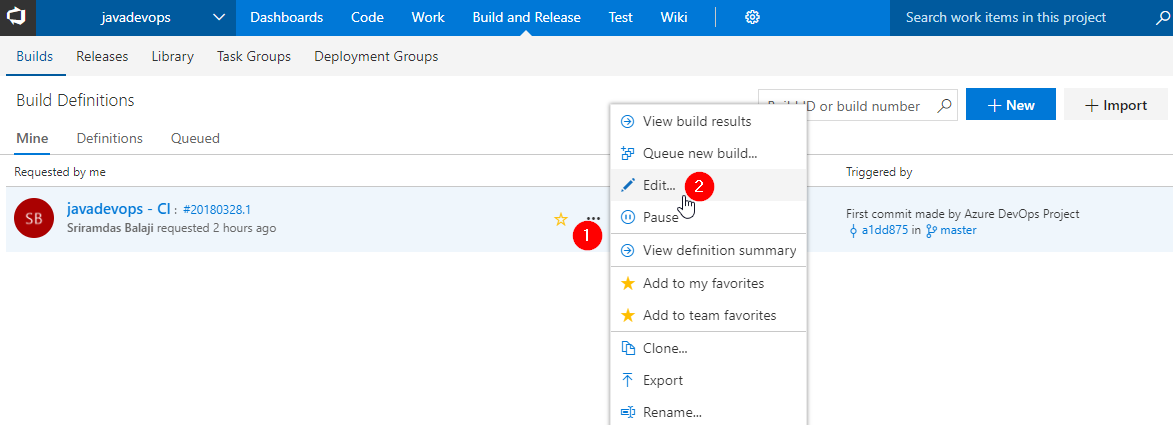 javadevops Dashboards Code Work Build and Release Test Wiki Search work items in this project
Builds Releases Library Task Groups Deployment Groups
Build Definitions
ID or build number New Import
Mine Definitions Queued
Requested by me Triggered by
SB
javadevops - CI : #20180328.1
Sriramdas Balaji requested 2 hours ago
1
View build results
Queue new build...
Edit... 2
Pause
View definition summary
Add to my favorites
Add to team favorites
Clone...
Export
Rename...
First commit made by Azure DevOps Project
a1dd875 in master